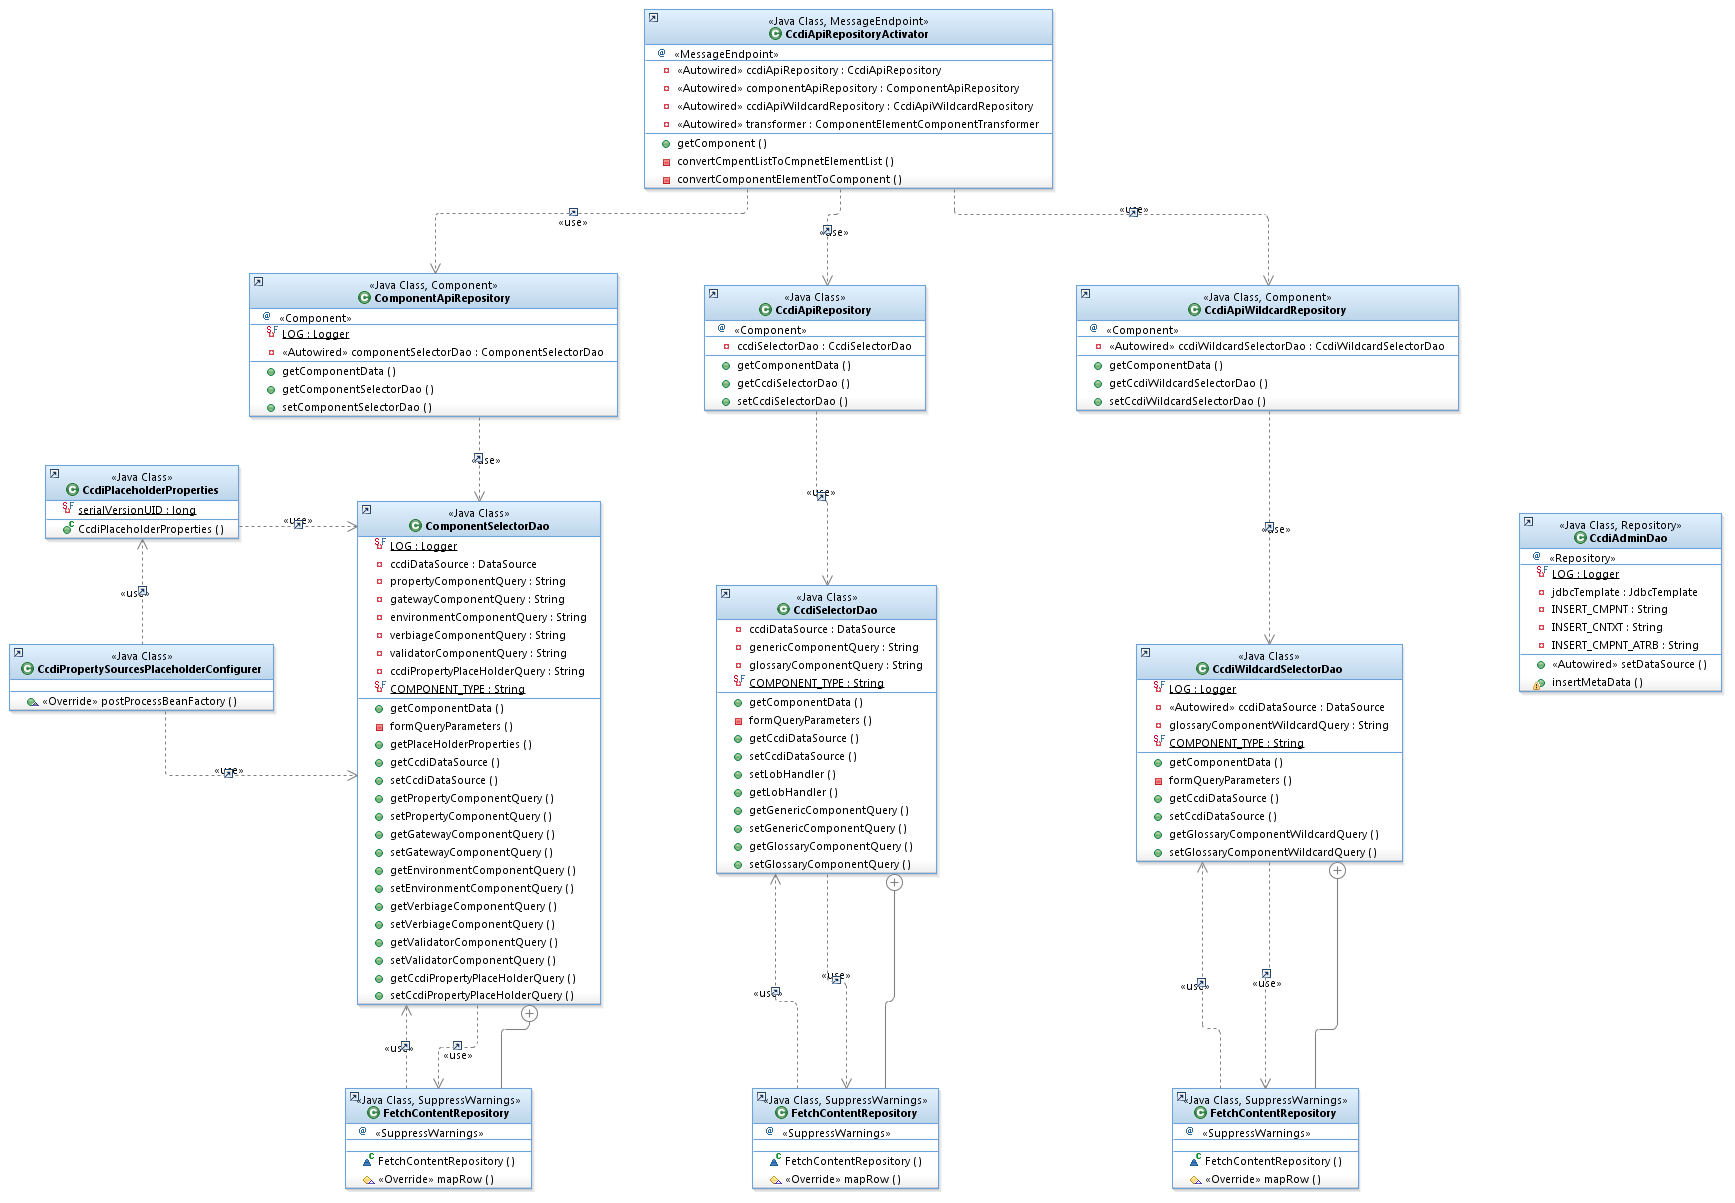 «Java Class, MessageEndpoint»
CcdiApiRepositoryActivator
@ «MessageEndpoint»
«Autowired» ccdiApiRepository : CcdiApiRepository
«Autowired» componentApiRepository : ComponentApiRepository
«Autowired» ccdiApiWildcardRepository : CcdiApiWildcardRepository
«Autowired» transformer : ComponentElementComponentTransformer
getComponent ( )
convertCmpentListToCmpnetElementList ( )
convertComponentElementToComponent ( )
«use»
«use»
«use»
«Java Class, Component»
ComponentApiRepository
@ «Component»
LOG : Logger
«Autowired» componentSelectorDao : ComponentSelectorDao
getComponentData ( )
getComponentSelectorDao ( )
setComponentSelectorDao ( )
«Java Class»
CcdiApiRepository
@ «Component»
ccdiSelectorDao : CcdiSelectorDao
getComponentData ( )
getCcdiSelectorDao ( )
setCcdiSelectorDao ( )
«Java Class, Component»
CcdiApiWildcardRepository
@ «Component»
«Autowired» ccdiWildcardSelectorDao : CcdiWildcardSelectorDao
getComponentData ( )
getCcdiWildcardSelectorDao ( )
setCcdiWildcardSelectorDao ( )
«use»
«use»
«use»
«Java Class»
CcdiPlaceholderProperties
serialVersionUID : long
CcdiPlaceholderProperties ( )
«use»
«use»
«Java Class»
CcdiPropertySourcesPlaceholderConfigurer
«Override» postProcessBeanFactory ( )
«use»
«Java Class»
ComponentSelectorDao
LOG : Logger
ccdiDataSource : DataSource
propertyComponentQuery : String
gatewayComponentQuery : String
environmentComponentQuery : String
verbiageComponentQuery : String
validatorComponentQuery : String
ccdiPropertyPlaceHolderQuery : String
COMPONENT_TYPE : String
getComponentData ( )
formQueryParameters ( )
getPlaceHolderProperties ( )
getCcdiDataSource ( )
setCcdiDataSource ( )
getPropertyComponentQuery ( )
setPropertyComponentQuery ( )
getGatewayComponentQuery ( )
setGatewayComponentQuery ( )
getEnvironmentComponentQuery ( )
setEnvironmentComponentQuery ( )
getVerbiageComponentQuery ( )
setVerbiageComponentQuery ( )
getValidatorComponentQuery ( )
setValidatorComponentQuery ( )
getCcdiPropertyPlaceHolderQuery ( )
setCcdiPropertyPlaceHolderQuery ( )
«Java Class»
CcdiSelectorDao
ccdiDataSource : DataSource
genericComponentQuery : String
glossaryComponentQuery : String
COMPONENT_TYPE : String
getComponentData ( )
formQueryParameters ( )
getCcdiDataSource ( )
setCcdiDataSource ( )
setLobHandler ( )
getLobHandler ( )
getGenericComponentQuery ( )
setGenericComponentQuery ( )
getGlossaryComponentQuery ( )
setGlossaryComponentQuery ( )
«Java Class»
CcdiWildcardSelectorDao
LOG : Logger
«Autowired» ccdiDataSource : DataSource
glossaryComponentWildcardQuery : String
COMPONENT_TYPE : String
getComponentData ( )
formQueryParameters ( )
getCcdiDataSource ( )
setCcdiDataSource ( )
getGlossaryComponentWildcardQuery ( )
setGlossaryComponentWildcardQuery ( )
«Java Class, Repository»
CcdiAdminDao
@ «Repository»
LOG : Logger
jdbcTemplate : JdbcTemplate
INSERT_CMPNT : String
INSERT_CNTXT : String
INSERT_CMPNT_ATRB : String
«Autowired» setDataSource ( )
insertMetaData ( )
«use»
«use»
«use»
«use»
«use»
«use»
«Java Class, SuppressWarnings»
FetchContentRepository
@ «SuppressWarnings»
FetchContentRepository ( )
«Override» mapRow ( )
«Java Class, SuppressWarnings»
FetchContentRepository
@ «SuppressWarnings»
FetchContentRepository ( )
«Override» mapRow ( )
«Java Class, SuppressWarnings»
FetchContentRepository
@ «SuppressWarnings»
FetchContentRepository ( )
«Override» mapRow ( )